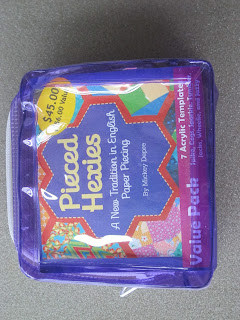 $45.00
Pieced
Hexies
A New Tradition in English
Paper Piecing
By Mickey Depre
7 Acrylic Templates
Value Pack